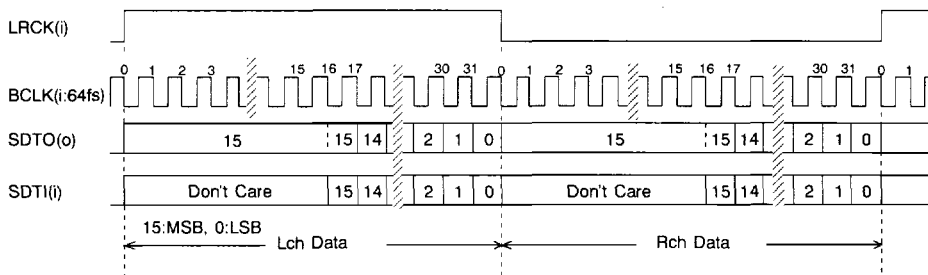 LRCK(i)
0 1 2 3 15 16 17 30 31 0 1 2 3 15 16 17 30 31 0 1
BCLK(i:64fs)
SDTO(o) 15 15 14 2 1 0 15 15 14 2 1 0
SDTI(i) Don't Care 15 14 2 1 0 Don't Care 15 14 2 1 0
15:MSB, 0:LSB
Lch Data Rch Data